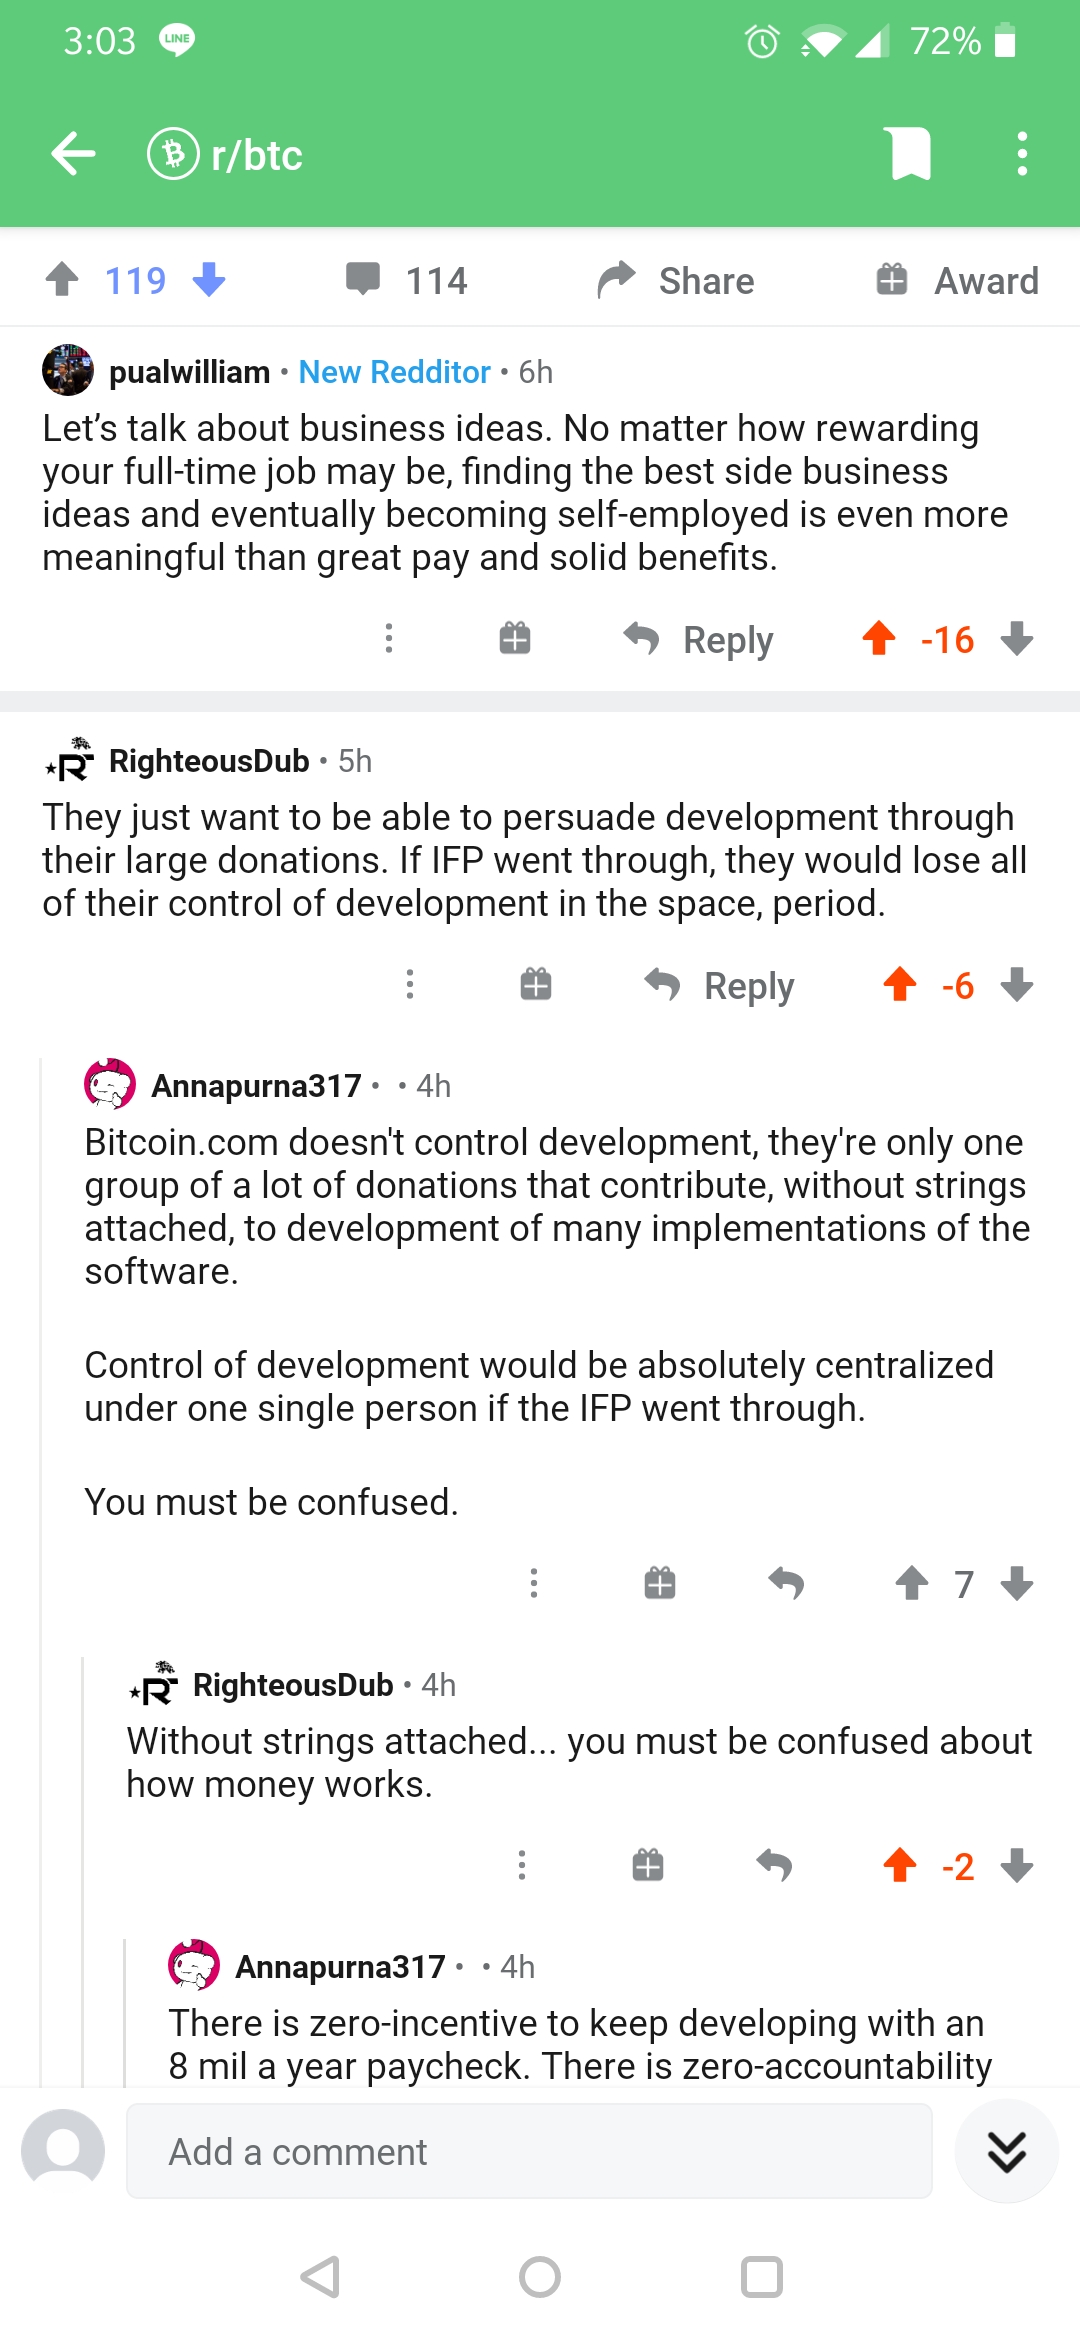 3:03 LINE 72%
r/btc
119 114 Share Award
pualwilliam • New Redditor • 6h
Let’s talk about business ideas. No matter how rewarding
your full-time job may be, finding the best side business
ideas and eventually becoming self-employed is even more
meaningful than great pay and solid benefits.
Reply -16
RighteousDub • 5h
They just want to be able to persuade development through
their large donations. If IFP went through, they would lose all
of their control of development in the space, period.
Reply -6
Annapurna317 • • 4h
Bitcoin.com doesn't control development, they're only one
group of a lot of donations that contribute, without strings
attached, to development of many implementations of the
software.
Control of development would be absolutely centralized
under one single person if the IFP went through.
You must be confused.
7
RighteousDub • 4h
Without strings attached... you must be confused about
how money works.
-2
Annapurna317 • • 4h
There is zero-incentive to keep developing with an
8 mil a year paycheck. There is zero-accountability
Add a comment